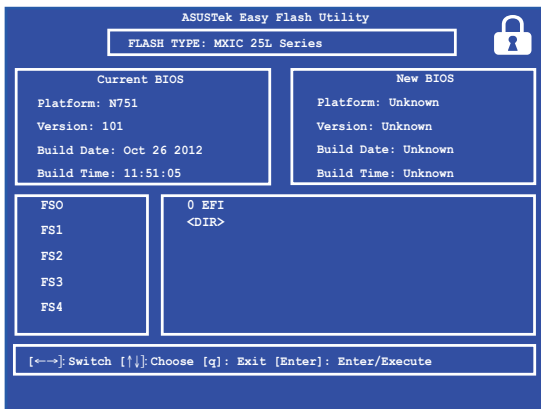 ASUSTek Easy Flash Utility
FLASH TYPE: MXIC 25L Series
Current BIOS
Platform: N751
Version: 101
Build Date: Oct 26 2012
Build Time: 11:51:05
New BIOS
Platform: Unknown
Version: Unknown
Build Date: Unknown
Build Time: Unknown
FSO
FS1
FS2
FS3
FS4
0 EFI
<DIR>
[←→]: Switch [↑↓]: Choose [q]: Exit [Enter]: Enter/Execute